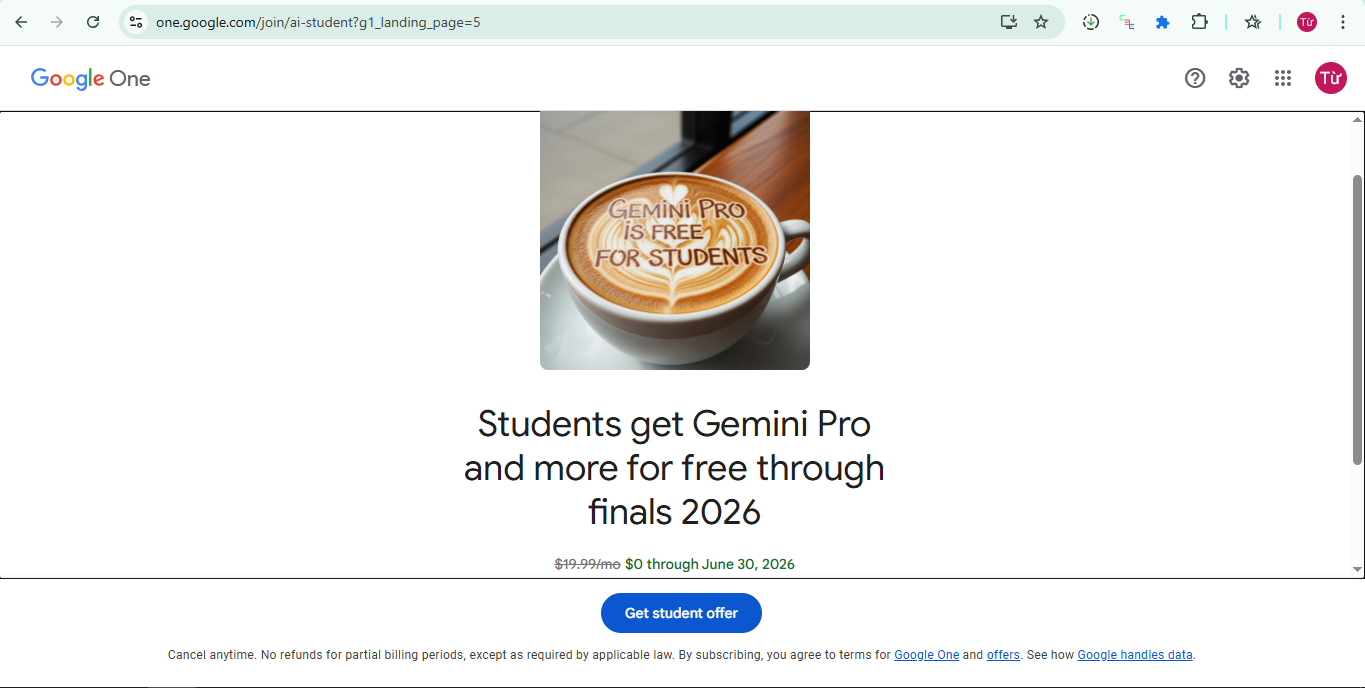 one.google.com/join/ai-student?g1_landing_page=5
Từ
Google One
Từ
GEMINI PRO
IS FREE
FOR STUDENTS
Students get Gemini Pro
and more for free through
finals 2026
$19.99/mo $0 through June 30, 2026
Get student offer
Cancel anytime. No refunds for partial billing periods, except as required by applicable law. By subscribing, you agree to terms for Google One and offers. See how Google handles data.